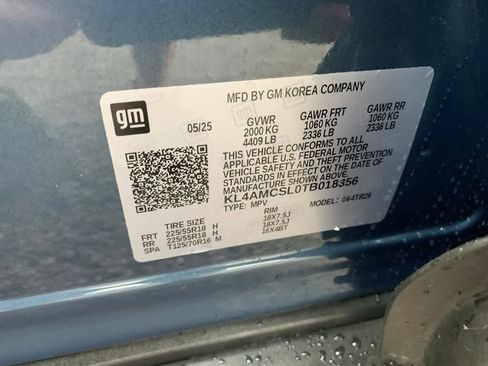 MFD BY GM KOREA COMPANY
gm
05/25
GVWR GAWR FRT GAWR RR
2000 KG 1060 KG 1060 KG
4409 LB 2336 LB 2336 LB
THIS VEHICLE CONFORMS TO ALL
APPLICABLE U.S. FEDERAL MOTOR
VEHICLE SAFETY AND THEFT PREVENTION
STANDARDS IN EFFECT ON THE DATE OF
MANUFACTURE SHOWN ABOVE.
KL4AMCSL0TB018356
TYPE: MPV MODEL: 064TR26
TIRE SIZE RIM
FRT 225/55R18 H 18X7.5J
RR 225/55R18 H 18X7.5J
SPA T125/70R16 M 16X4BT